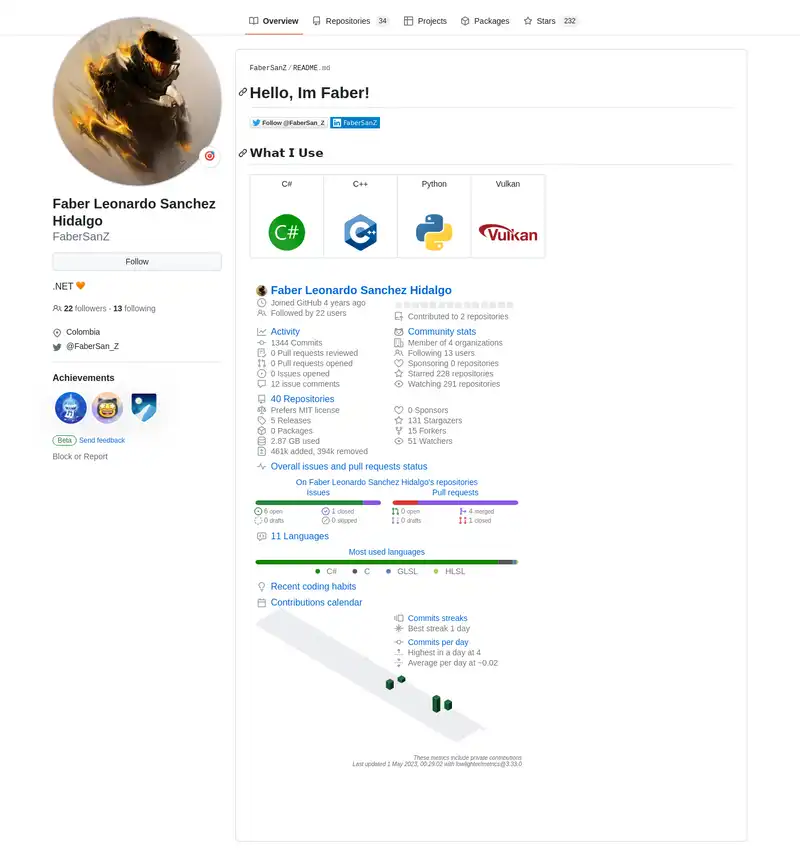 Overview Repositories 34 Projects Packages Stars 232
Faber Leonardo Sanchez Hidalgo
FaberSanZ
Follow
.NET 🧡
22 followers · 13 following
Colombia
@FaberSan_Z
Achievements
Beta Send feedback
Block or Report
FaberSanZ / README.md
Hello, Im Faber!
Follow @FaberSan_Z FaberSanZ
What I Use
C# C++ Python Vulkan
C# C++ Vulkan
Faber Leonardo Sanchez Hidalgo
Joined GitHub 4 years ago
Followed by 22 users
Contributed to 2 repositories
Activity
1344 Commits
0 Pull requests reviewed
0 Pull requests opened
0 Issues opened
12 issue comments
Community stats
Member of 4 organizations
Following 13 users
Sponsoring 0 repositories
Starred 228 repositories
Watching 291 repositories
40 Repositories
Prefers MIT license
5 Releases
0 Packages
2.87 GB used
461k added, 394k removed
0 Sponsors
131 Stargazers
15 Forkers
51 Watchers
Overall issues and pull requests status
On Faber Leonardo Sanchez Hidalgo's repositories
Issues
6 open 1 closed
0 drafts 0 skipped
Pull requests
0 open 4 merged
0 drafts 1 closed
11 Languages
Most used languages
C# C GLSL HLSL
Recent coding habits
Contributions calendar
Commits streaks
Best streak 1 day
Commits per day
Highest in a day at 4
Average per day at ~0.02
These metrics include private contributions
Last updated 1 May 2023, 00:29:02 with lowlighter/metrics@3.33.0